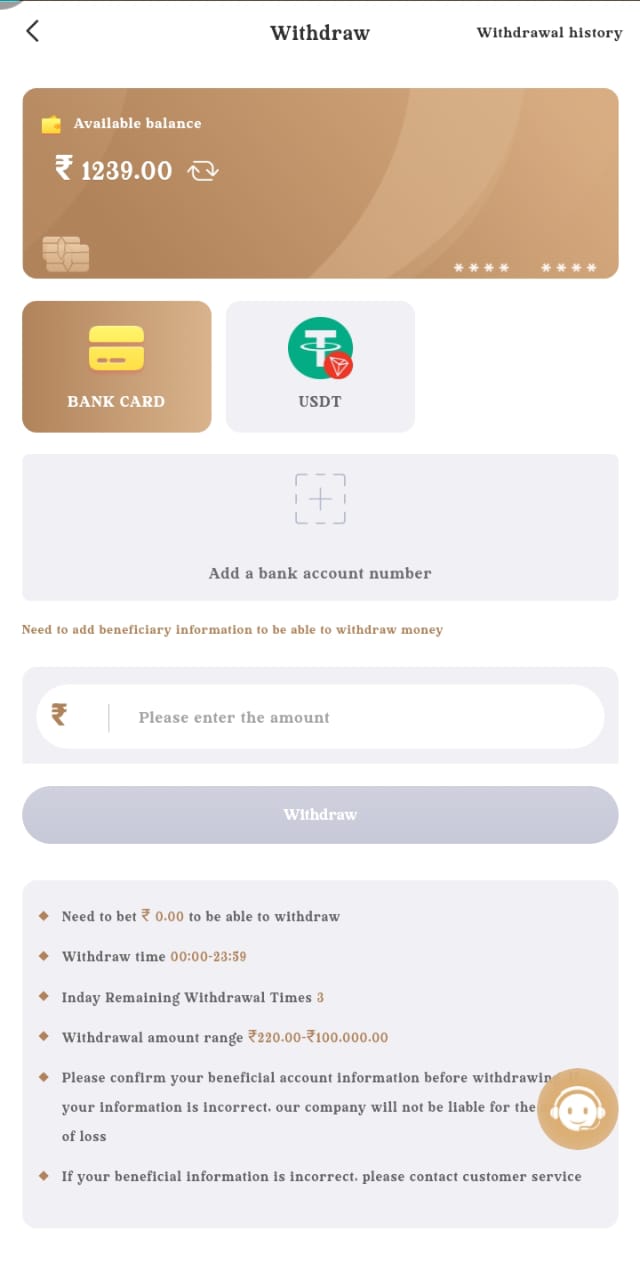 Withdraw
Withdrawal history
Available balance
₹ 1239.00
**** ****
BANK CARD
USDT
Add a bank account number
Need to add beneficiary information to be able to withdraw money
₹
Please enter the amount
Withdraw
Need to bet ₹ 0.00 to be able to withdraw
Withdraw time 00:00-23:59
Inday Remaining Withdrawal Times 3
Withdrawal amount range ₹220.00-₹100,000.00
Please confirm your beneficial account information before withdrawin
your information is incorrect, our company will not be liable for the
of loss
If your beneficial information is incorrect, please contact customer service